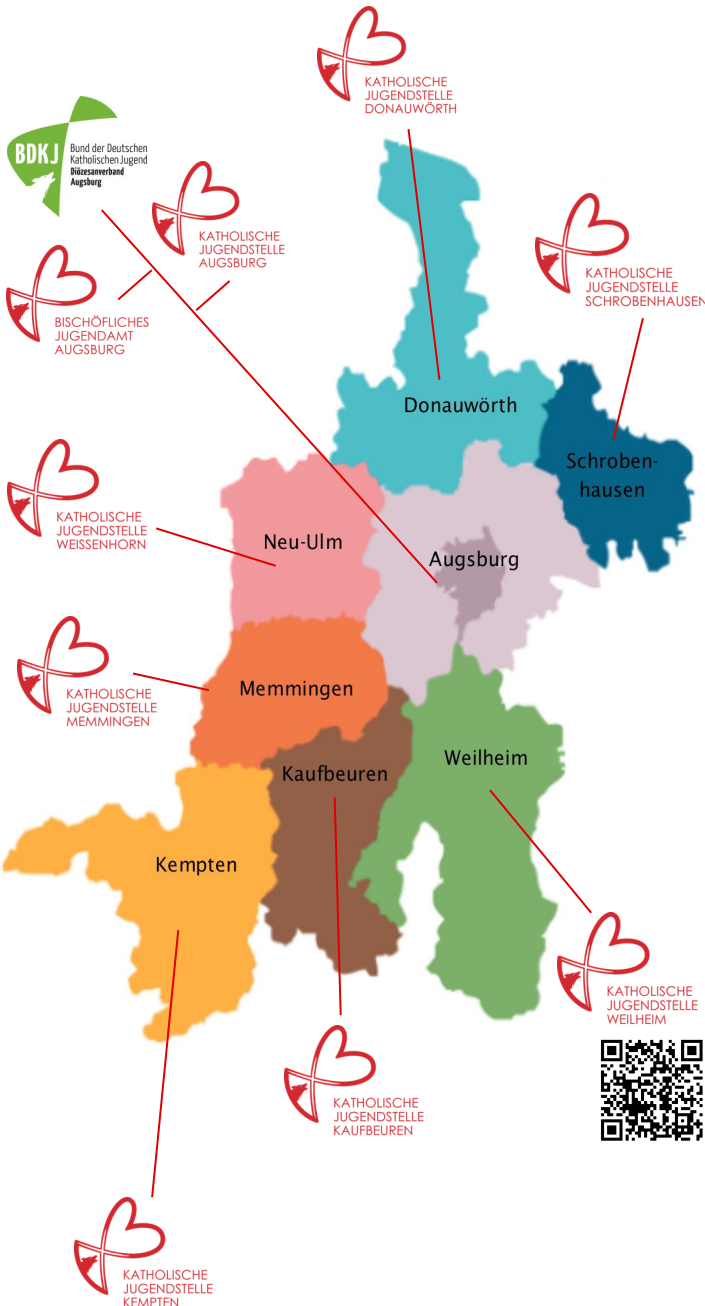 KATHOLISCHE
JUGENDSTELLE
DONAUWÖRTH
BDKJ
Bund der Deutschen
Katholischen Jugend
Diözesanverband
Augsburg
KATHOLISCHE
JUGENDSTELLE
AUGSBURG
KATHOLISCHE
JUGENDSTELLE
SCHROBENHAUSEN
BISCHÖFLICHES
JUGENDAMT
AUGSBURG
Donauwörth
Schroben-
hausen
KATHOLISCHE
JUGENDSTELLE
WEISSENHORN
Neu-Ulm
Augsburg
KATHOLISCHE
JUGENDSTELLE
MEMMINGEN
Memmingen
Kaufbeuren
Weilheim
Kempten
KATHOLISCHE
JUGENDSTELLE
WEILHEIM
KATHOLISCHE
JUGENDSTELLE
KAUFBEUREN
KATHOLISCHE
JUGENDSTELLE
KEMPTEN